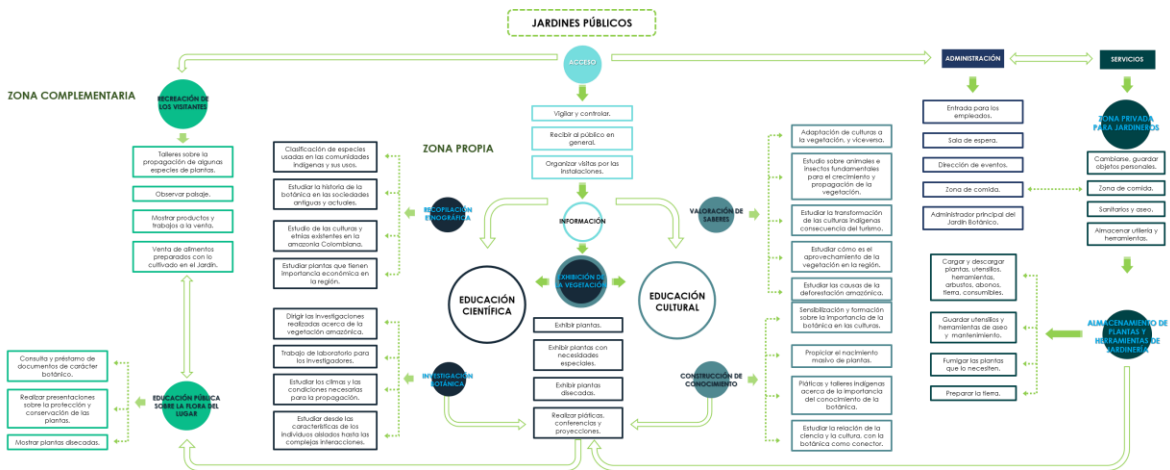 JARDINES PÚBLICOS
ZONA COMPLEMENTARIA
RECREACIÓN DE
LOS VISITANTES
Talleres sobre la
propagación de algunas
especies de plantas.
Observar paisaje.
Mostrar productos y
trabajos a la venta.
Venta de alimentos
preparados con lo
cultivado en el Jardín.
EDUCACIÓN PÚBLICA
SOBRE LA FLORA DEL
LUGAR
Consulta y préstamo de
documentos de carácter
botánico.
Realizar presentaciones
sobre la protección y
conservación de las
plantas.
Mostrar plantas disecadas.
ZONA PROPIA
ACCESO
Vigilar y controlar.
Recibir al público en
general.
Organizar visitas por las
instalaciones.
INFORMACIÓN
EXHIBICIÓN DE
LA VEGETACIÓN
EDUCACIÓN
CIENTÍFICA
EDUCACIÓN
CULTURAL
Exhibir plantas.
Exhibir plantas con
necesidades
especiales.
Exhibir plantas
disecadas.
Realizar pláticas,
conferencias y
proyecciones.
RECOPILACIÓN
ETNOGRÁFICA
Clasificación de especies
usadas en las comunidades
indígenas y sus usos.
Estudiar la historia de la
botánica en las sociedades
antiguas y actuales.
Estudio de las culturas y
etnias existentes en la
amazonía Colombiana.
Estudiar plantas que tienen
importancia económica en
la región.
INVESTIGACIÓN
BOTÁNICA
Dirigir las investigaciones
realizadas acerca de la
vegetación amazónica.
Trabajo de laboratorio para
los investigadores.
Estudiar los climas y las
condiciones necesarias
para la propagación.
Estudiar desde las
características de los
individuos aislados hasta las
complejas interacciones.
VALORACIÓN DE
SABERES
Adaptación de culturas a
la vegetación, y viceversa.
Estudio sobre animales e
insectos fundamentales
para el crecimiento y
propagación de la
vegetación.
Estudiar la transformación
de las culturas indígenas
consecuencia del turismo.
Estudiar cómo es el
aprovechamiento de la
vegetación en la región.
Estudiar las causas de la
deforestación amazónica.
CONSTRUCCIÓN DE
CONOCIMIENTO
Sensibilización y formación
sobre la importancia de la
botánica en las culturas.
Propiciar el nacimiento
masivo de plantas.
Pláticas y talleres indígenas
acerca de la importancia
del conocimiento de la
botánica.
Estudiar la relación de la
ciencia y la cultura, con la
botánica como conector.
ADMINISTRACIÓN
Entrada para los
empleados.
Sala de espera.
Dirección de eventos.
Zona de comida.
Administrador principal del
Jardín Botánico.
SERVICIOS
ZONA PRIVADA
PARA JARDINEROS
Cambiarse, guardar
objetos personales.
Zona de comida.
Sanitarios y aseo.
Almacenar utilería y
herramientas.
ALMACENAMIENTO DE
PLANTAS Y
HERRAMIENTAS DE
JARDINERÍA
Cargar y descargar
plantas, utensilios,
herramientas,
arbustos, abonos,
tierra, consumibles.
Guardar utensilios y
herramientas de aseo
y mantenimiento.
Fumigar las plantas
que lo necesiten.
Preparar la tierra.